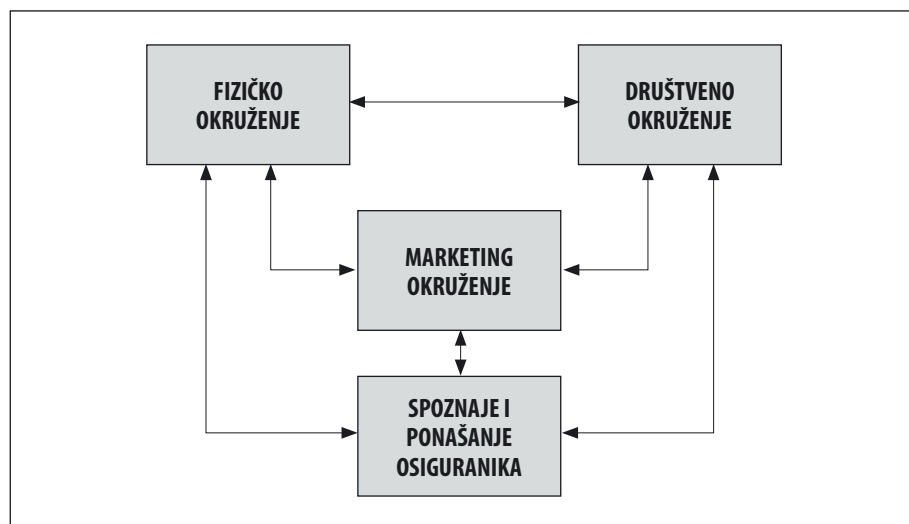 FIZIČKO
OKRUŽENJE
DRUŠTVENO
OKRUŽENJE
MARKETING
OKRUŽENJE
SPOZNAJE I
PONAŠANJE
OSIGURANIKA